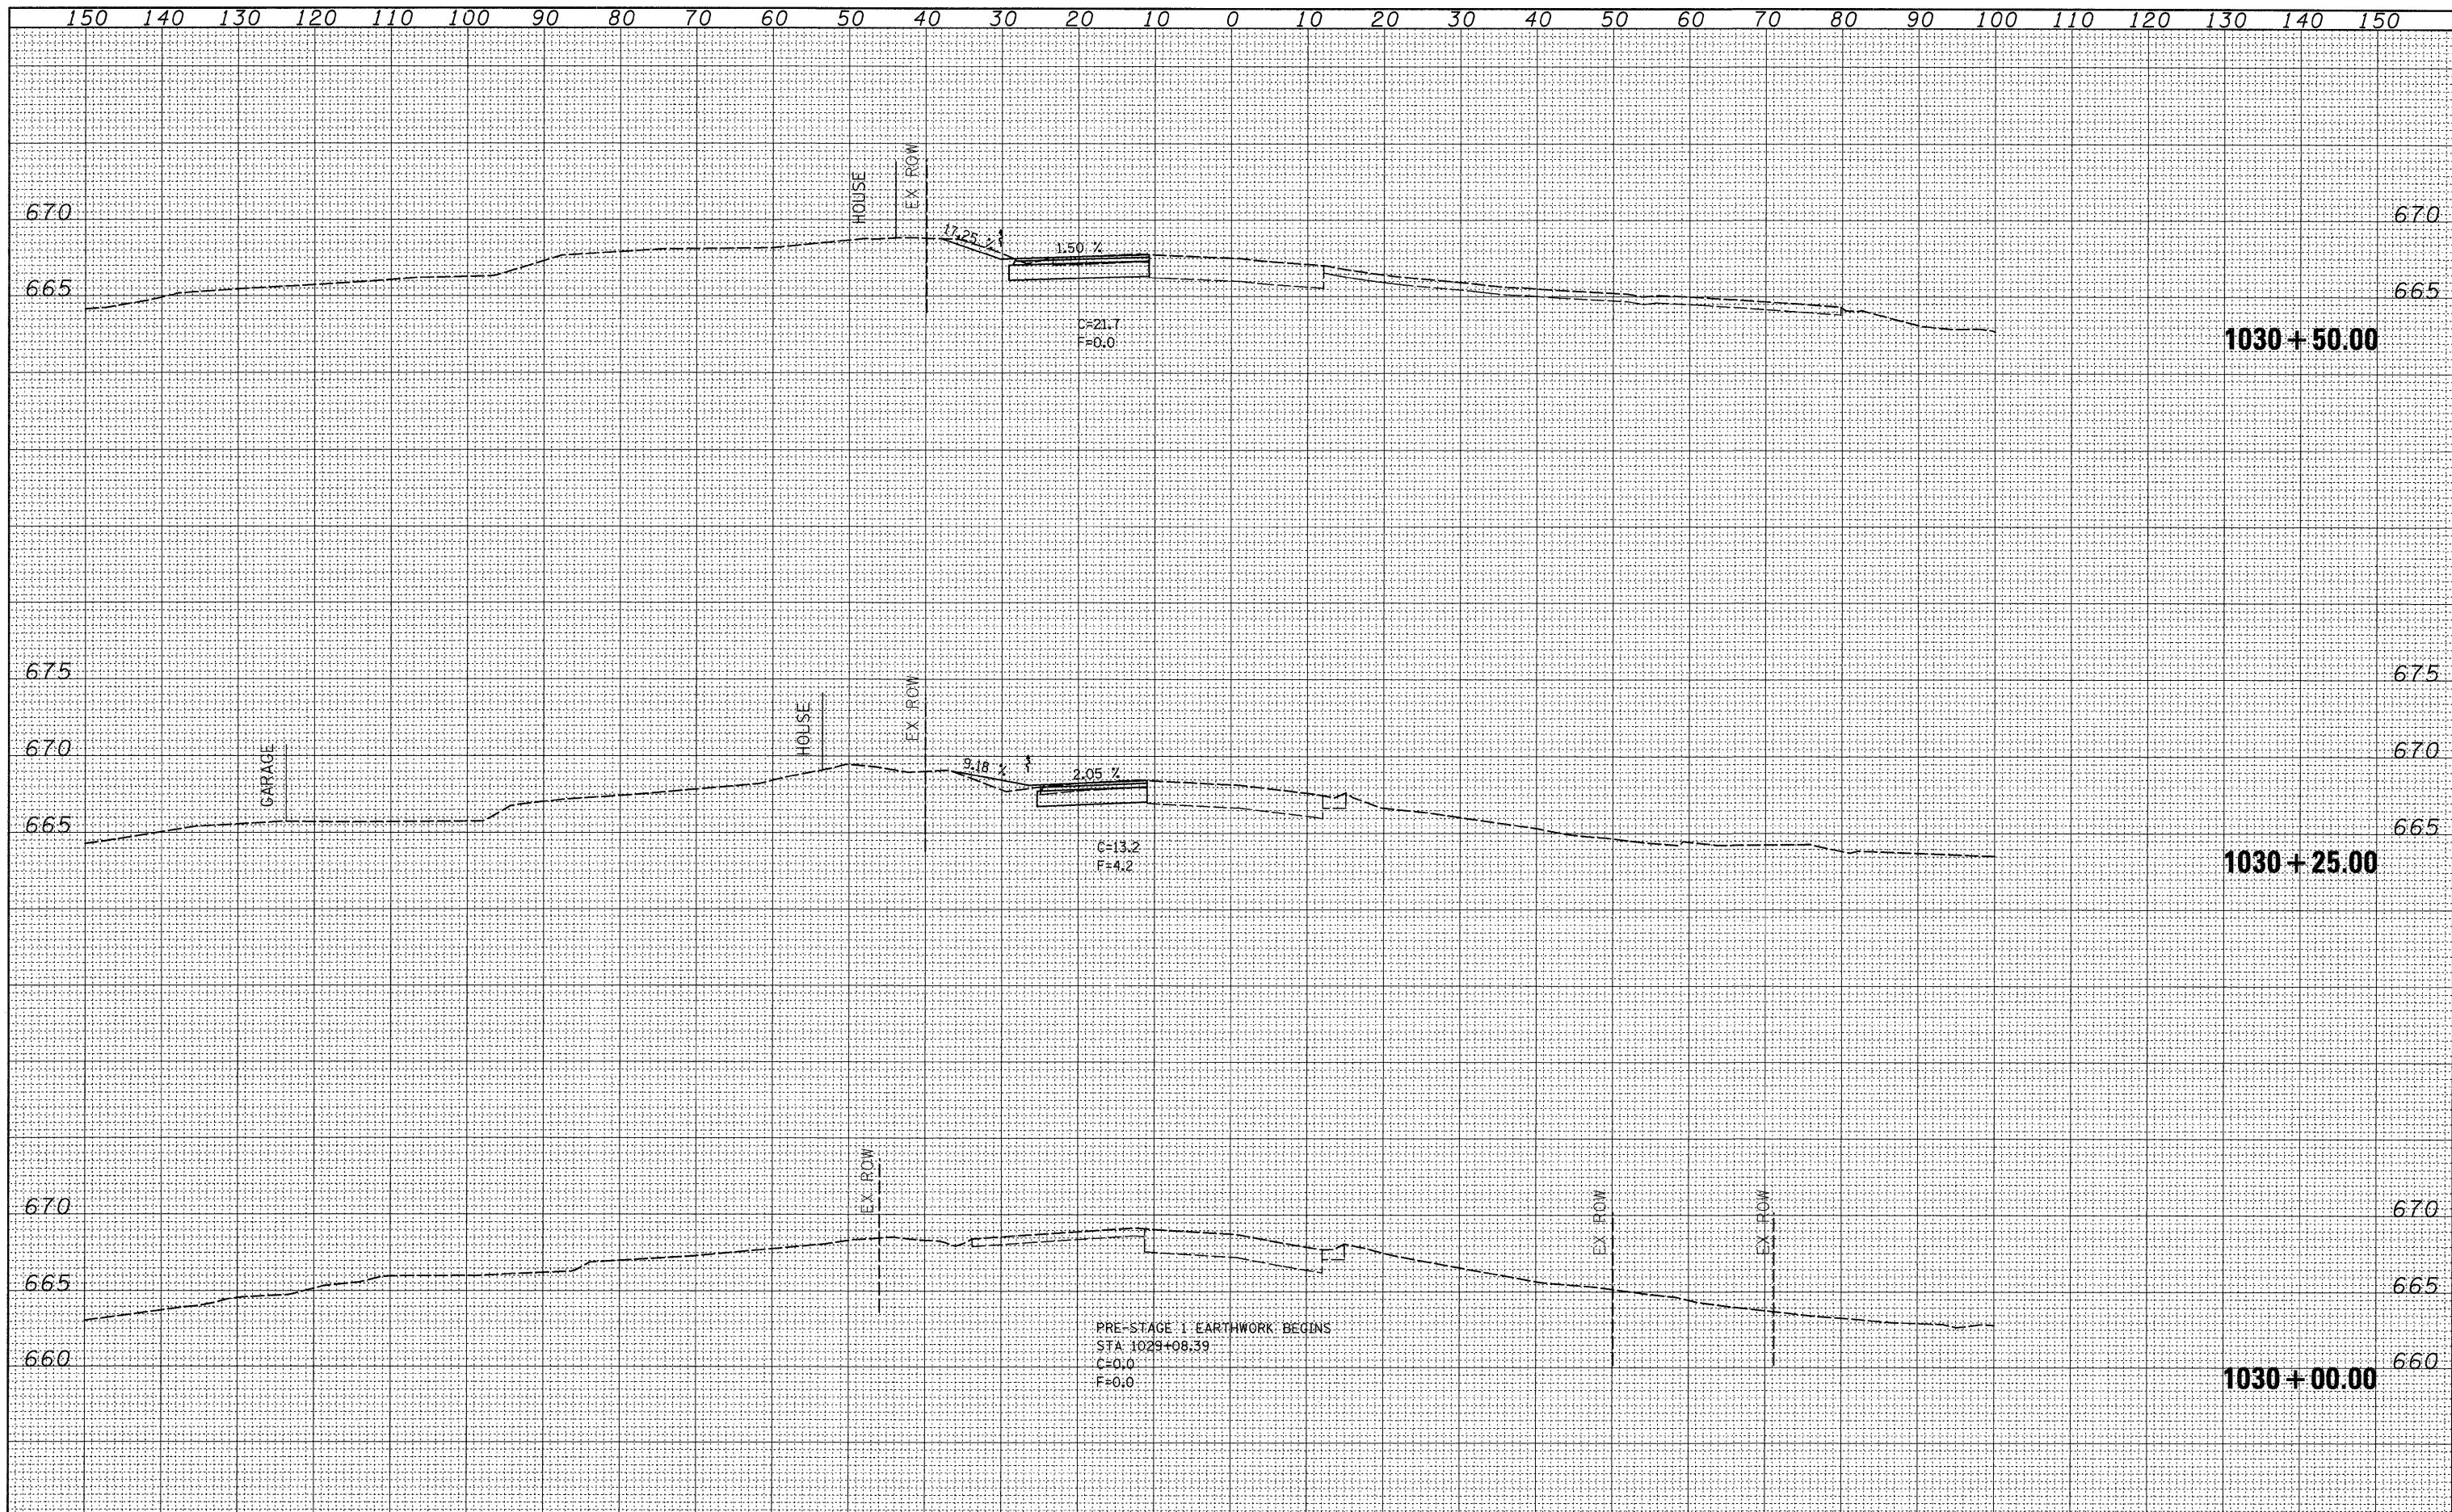 150 140 130 120 110 100 90 80 70 60 50 40 30 20 10 0 10 20 30 40 50 60 70 80 90 100 110 120 130 140 150
HOUSE
EX ROW
670 670
17.25 %
1.50 %
665 665
C=21.7
F=0.0
1030+50.00
675 675
GARAGE
HOUSE
EX ROW
670 670
9.18 %
2.05 %
665 665
C=13.2
F=4.2
1030+25.00
EX ROW
EX ROW
EX ROW
670 670
665 665
PRE-STAGE 1 EARTHWORK BEGINS
STA 1029+08.39
C=0.0
F=0.0
660 660
1030+00.00